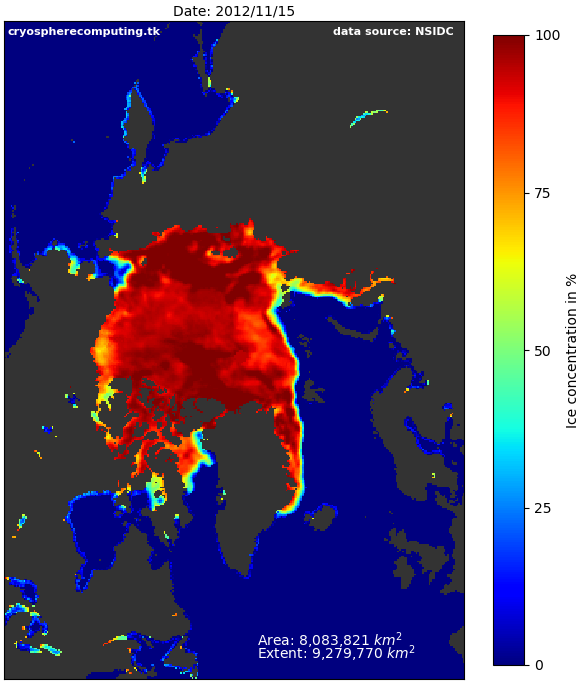 Date: 2012/11/15
cryospherecomputing.tk
data source: NSIDC
100
75
50
25
0
Ice concentration in %
Area: 8,083,821 km²
Extent: 9,279,770 km²